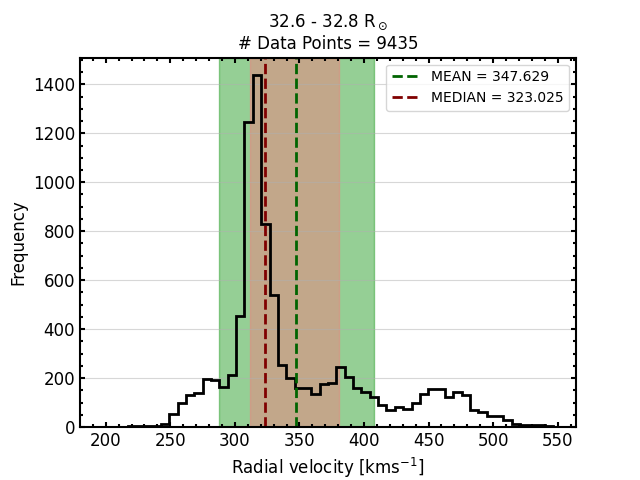 32.6 - 32.8 R⊙
# Data Points = 9435
MEAN = 347.629
MEDIAN = 323.025
Frequency
1400
1200
1000
800
600
400
200
0
200 250 300 350 400 450 500 550
Radial velocity [kms⁻¹]